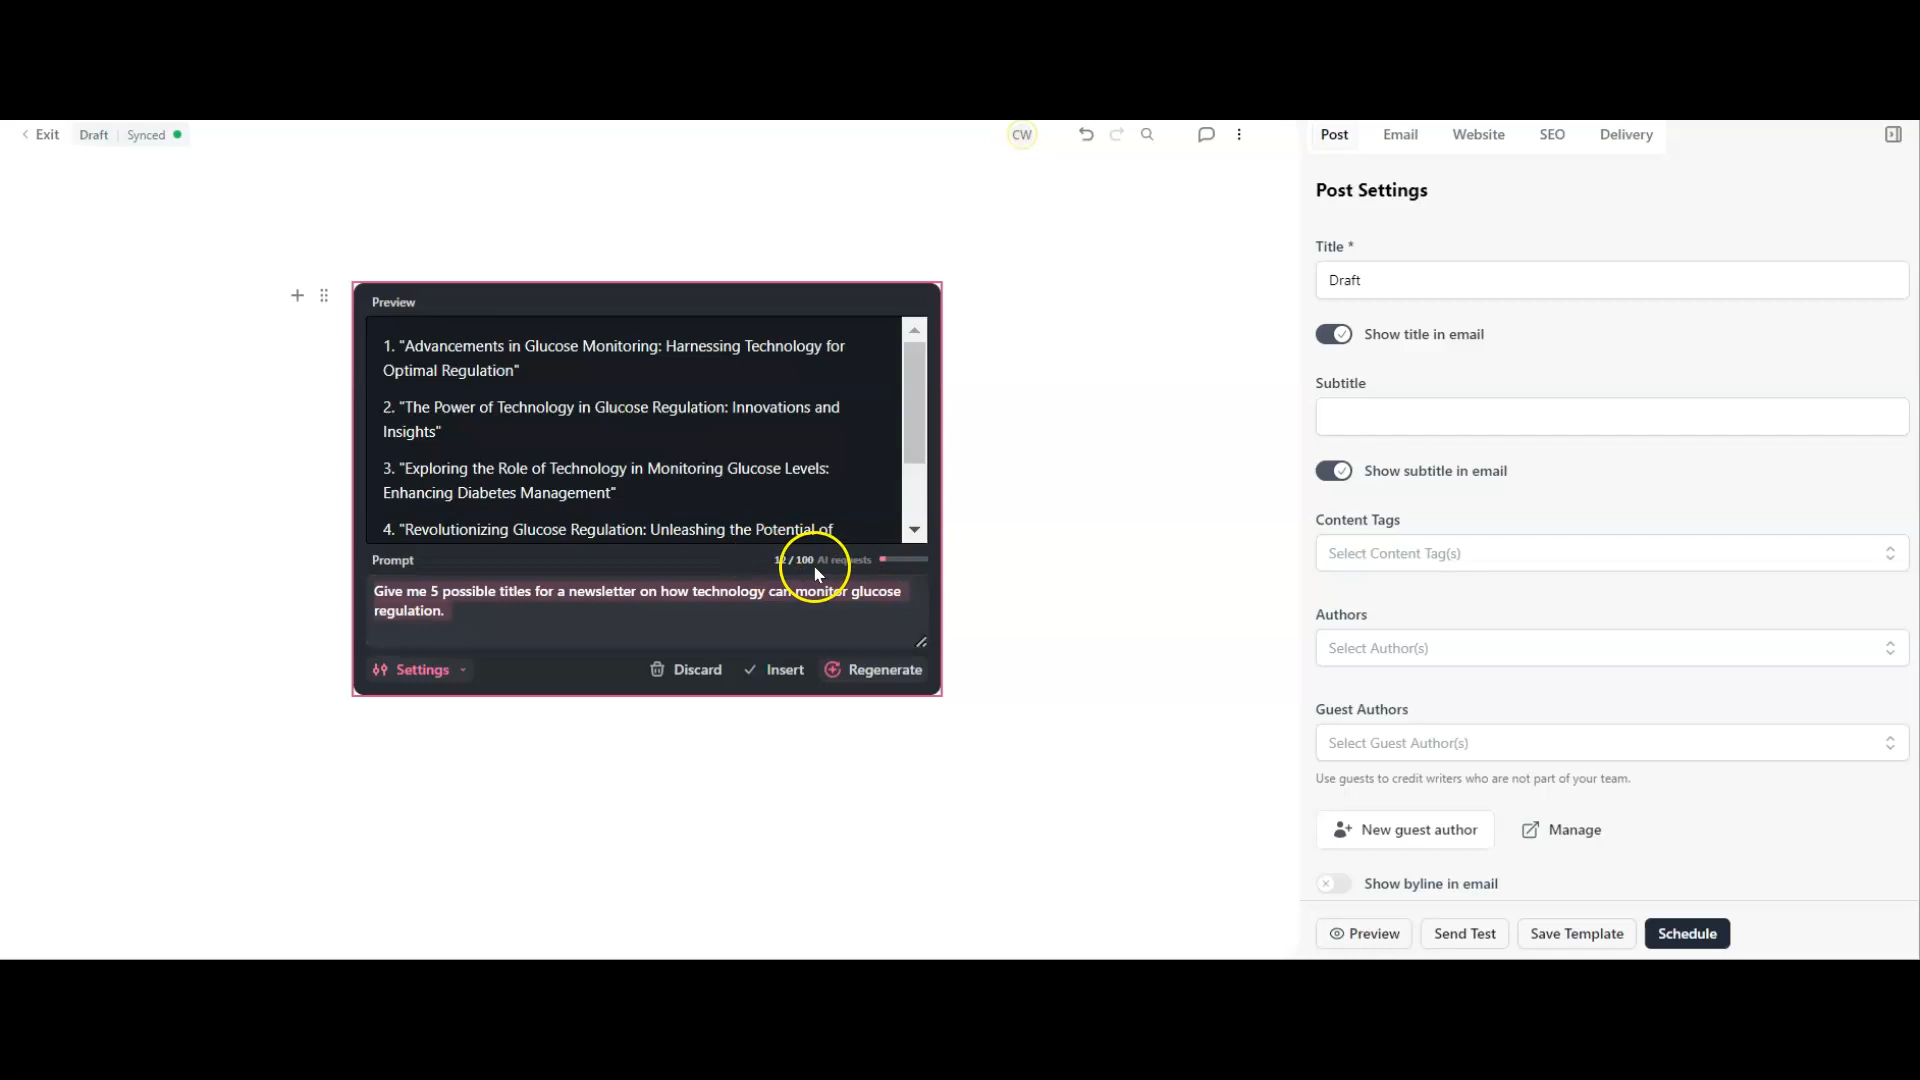 Exit Draft Synced CW Post Email Website SEO Delivery
Preview
1. "Advancements in Glucose Monitoring: Harnessing Technology for
Optimal Regulation"
2. "The Power of Technology in Glucose Regulation: Innovations and
Insights"
3. "Exploring the Role of Technology in Monitoring Glucose Levels:
Enhancing Diabetes Management"
4. "Revolutionizing Glucose Regulation: Unleashing the Potential of
Prompt 12 / 100 AI requests
Give me 5 possible titles for a newsletter on how technology can monitor glucose
regulation.
Settings Discard Insert Regenerate
Post Settings
Title *
Draft
Show title in email
Subtitle
Show subtitle in email
Content Tags
Select Content Tag(s)
Authors
Select Author(s)
Guest Authors
Select Guest Author(s)
Use guests to credit writers who are not part of your team.
New guest author Manage
Show byline in email
Preview Send Test Save Template Schedule